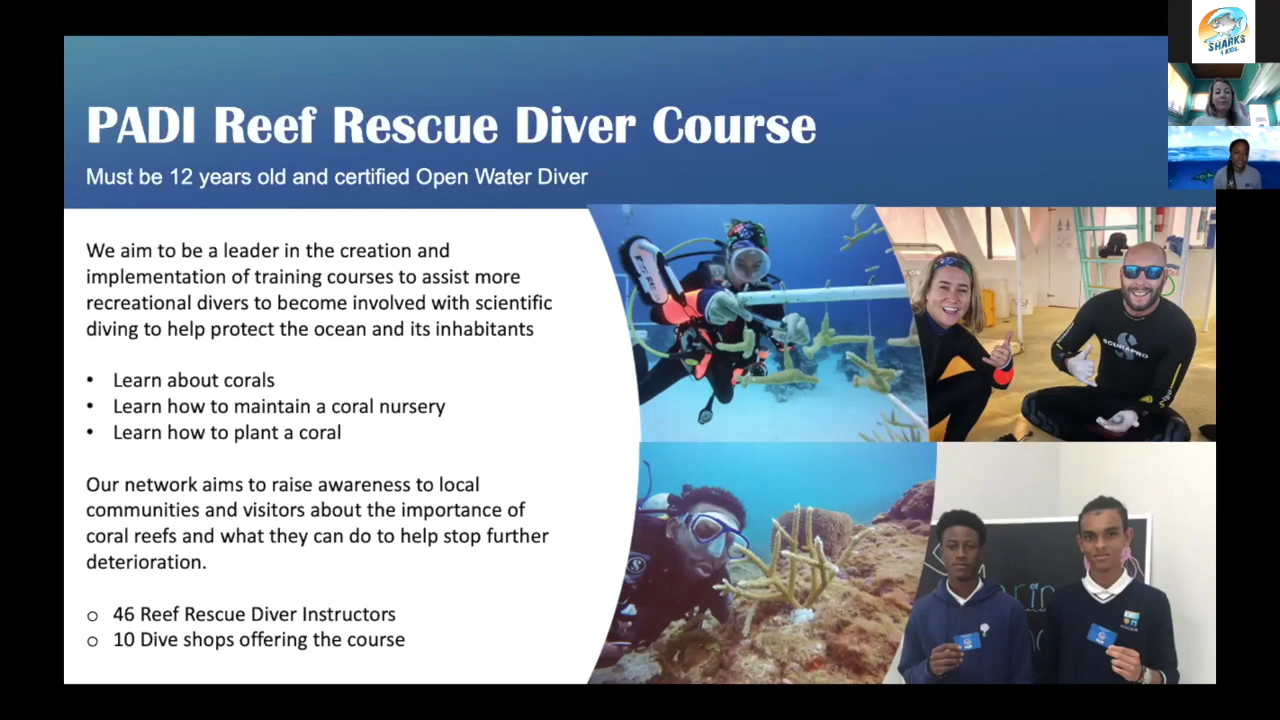 PADI Reef Rescue Diver Course
Must be 12 years old and certified Open Water Diver
We aim to be a leader in the creation and
implementation of training courses to assist more
recreational divers to become involved with scientific
diving to help protect the ocean and its inhabitants
• Learn about corals
• Learn how to maintain a coral nursery
• Learn how to plant a coral
Our network aims to raise awareness to local
communities and visitors about the importance of
coral reefs and what they can do to help stop further
deterioration.
o 46 Reef Rescue Diver Instructors
o 10 Dive shops offering the course
SCUBAPRO
SHARKS
4 KIDS